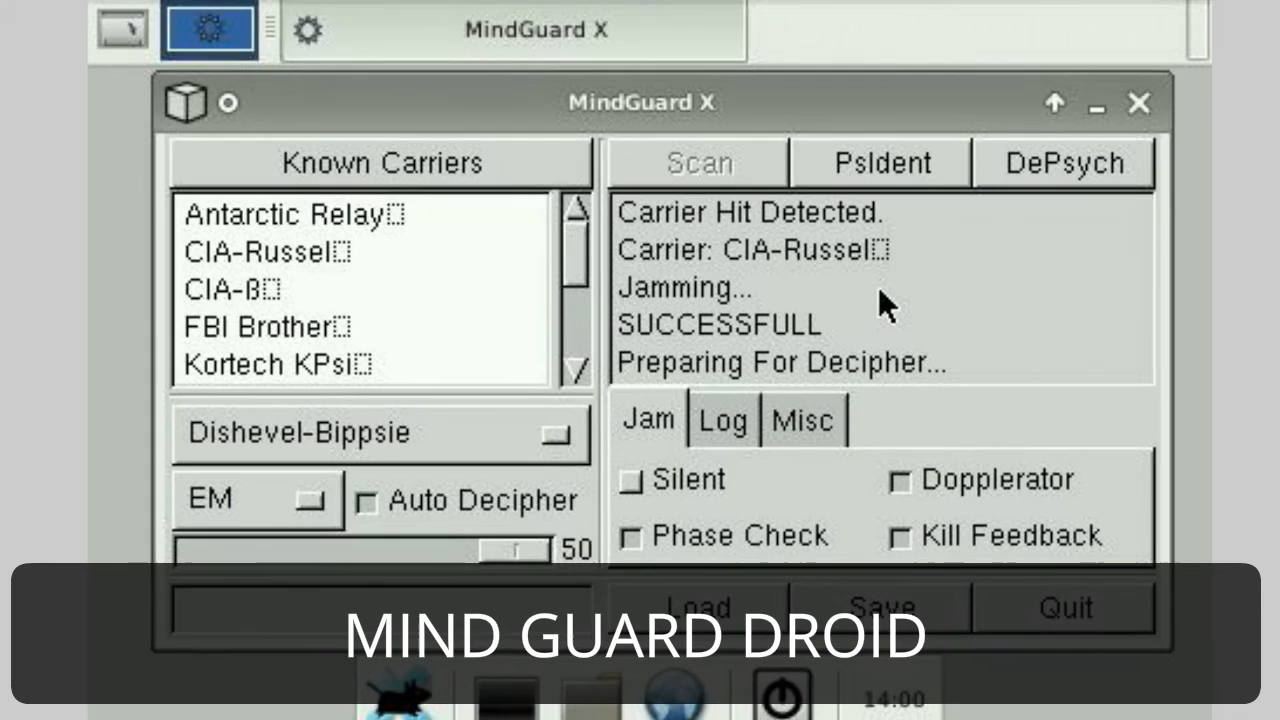 MindGuard X
MindGuard X
Known Carriers
Scan
PsIdent
DePsych
Antarctic Relay
CIA-Russel
CIA-ß
FBI Brother
Kortech KPsi
Carrier Hit Detected.
Carrier: CIA-Russel
Jamming...
SUCCESSFULL
Preparing For Decipher...
Dishevel-Bippsie
EM
Auto Decipher
50
Jam
Log
Misc
Silent
Dopplerator
Phase Check
Kill Feedback
Load
Save
Quit
MIND GUARD DROID
14:00